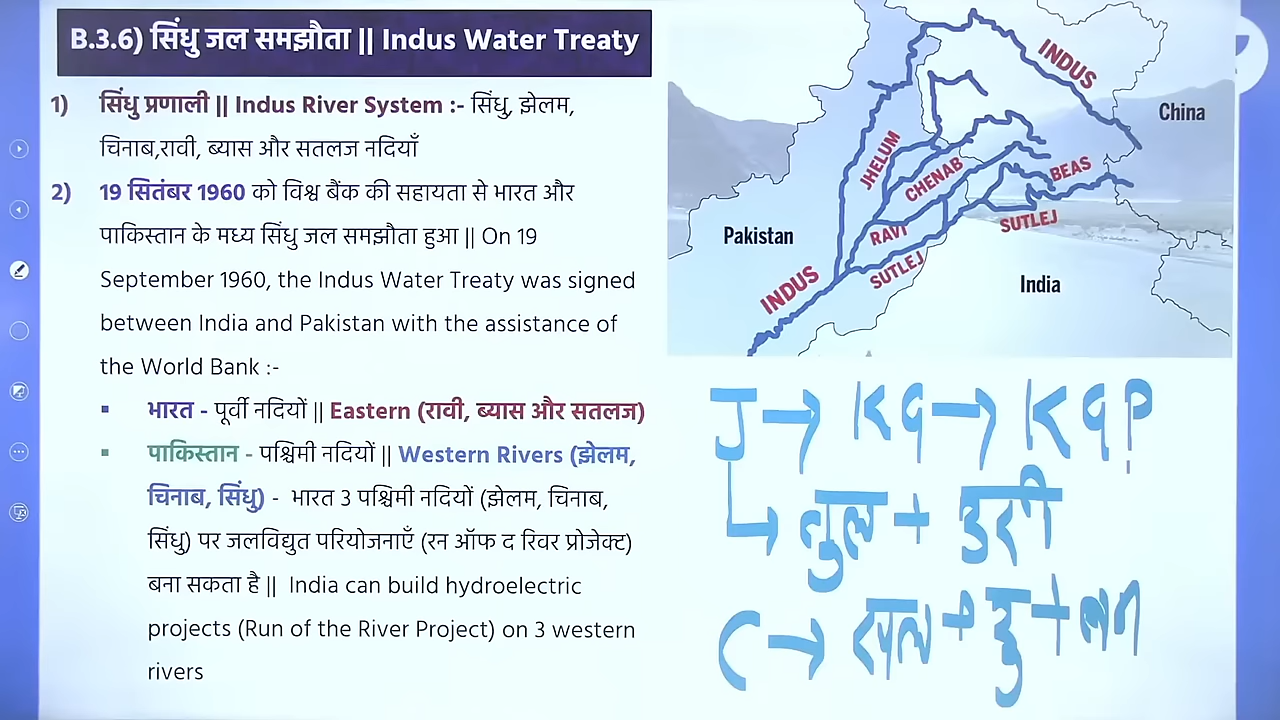 B.3.6) सिंधु जल समझौता || Indus Water Treaty
1) सिंधु प्रणाली || Indus River System :- सिंधु, झेलम,
चिनाब,रावी, ब्यास और सतलज नदियाँ
2) 19 सितंबर 1960 को विश्व बैंक की सहायता से भारत और
पाकिस्तान के मध्य सिंधु जल समझौता हुआ || On 19
September 1960, the Indus Water Treaty was signed
between India and Pakistan with the assistance of
the World Bank :-
▪ भारत - पूर्वी नदियों || Eastern (रावी, ब्यास और सतलज)
▪ पाकिस्तान - पश्चिमी नदियों || Western Rivers (झेलम,
चिनाब, सिंधु) - भारत 3 पश्चिमी नदियों (झेलम, चिनाब,
सिंधु) पर जलविद्युत परियोजनाएँ (रन ऑफ द रिवर प्रोजेक्ट)
बना सकता है || India can build hydroelectric
projects (Run of the River Project) on 3 western
rivers
INDUS
China
JHELUM
CHENAB
BEAS
Pakistan
RAVI
SUTLEJ
SUTLEJ
INDUS
India
J → कि → कि
+ उरी
C → +